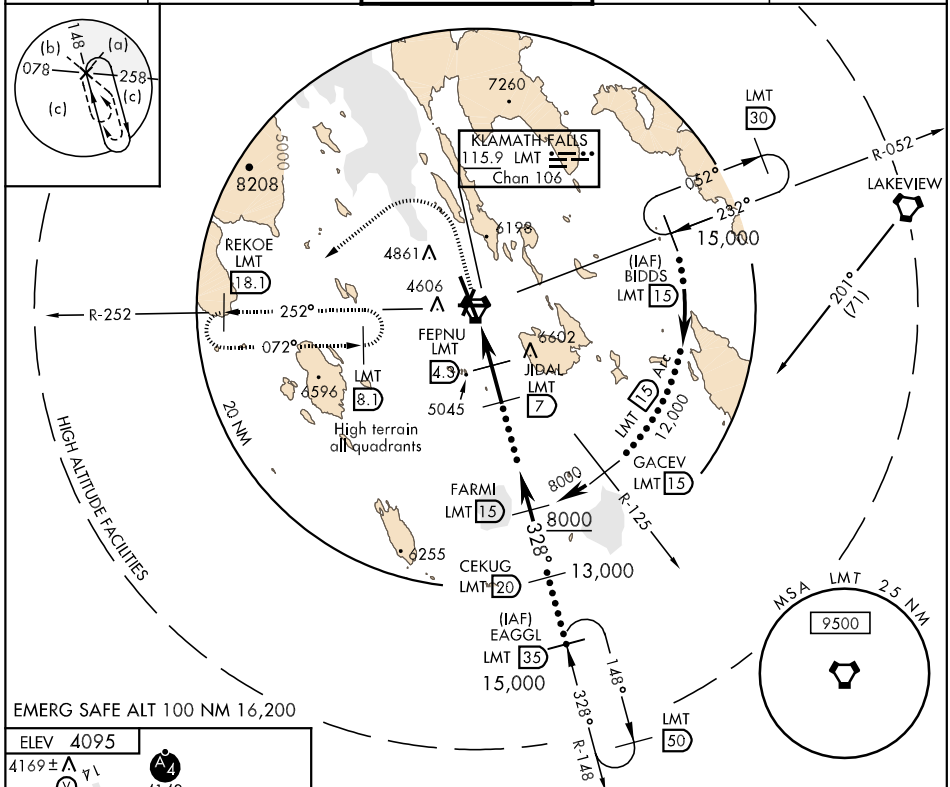 (b)
148
(a)
078
258
(c)
(c)
7260
LMT
30
KLAMATH FALLS
115.9 LMT
Chan 106
R-052
052°
232°
15,000
LAKEVIEW
5000
8208
6198
4861
REKOE
LMT
18.1
4606
(IAF)
BIDDS
LMT 15
201°
(71)
R-252
252°
072°
FEPNU
LMT
4.3
5045
6602
JIDAL
LMT
7
6596
LMT
8.1
High terrain
all quadrants
LMT 15 Arc
12,000
20 NM
HIGH ALTITUDE FACILITIES
GACEV
LMT 15
8000
R-125
FARMI
LMT 15
8000
328°
6255
CEKUG
LMT 20
13,000
(IAF)
EAGGL
LMT 35
15,000
148°
328°
R-148
LMT
50
MSA LMT 25 NM
9500
EMERG SAFE ALT 100 NM 16,200
ELEV 4095
4169±
14
V
A4